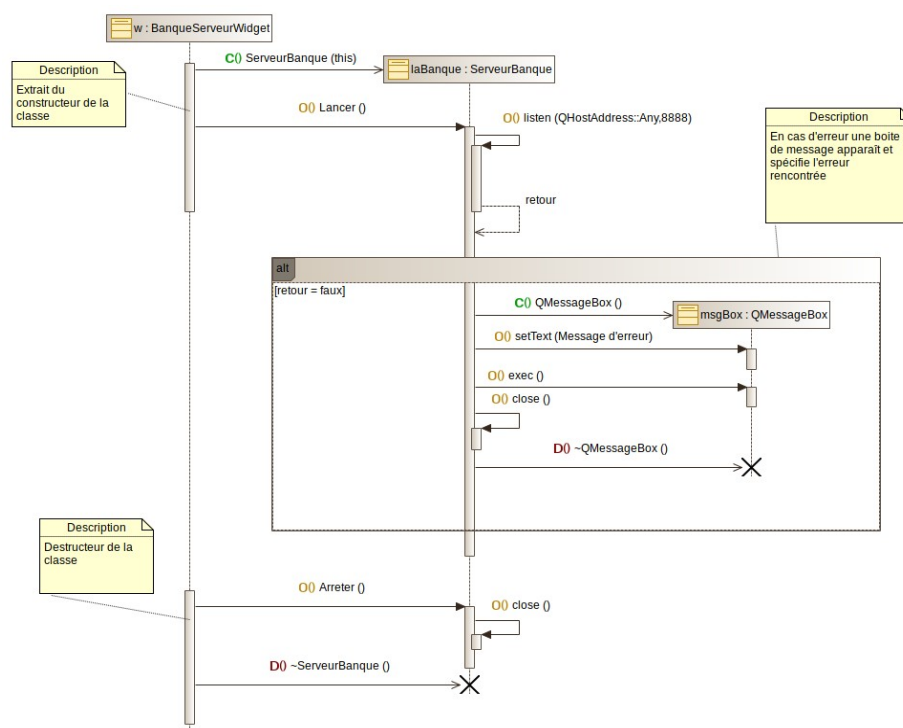 w : BanqueServeurWidget
C() ServeurBanque (this)
laBanque : ServeurBanque
Description
Extrait du
constructeur de la
classe
O() Lancer ()
O() listen (QHostAddress::Any,8888)
Description
En cas d'erreur une boite
de message apparaît et
spécifie l'erreur
rencontrée
retour
alt
[retour = faux]
C() QMessageBox ()
msgBox : QMessageBox
O() setText (Message d'erreur)
O() exec ()
O() close ()
D() ~QMessageBox ()
Description
Destructeur de la
classe
O() Arreter ()
O() close ()
D() ~ServeurBanque ()